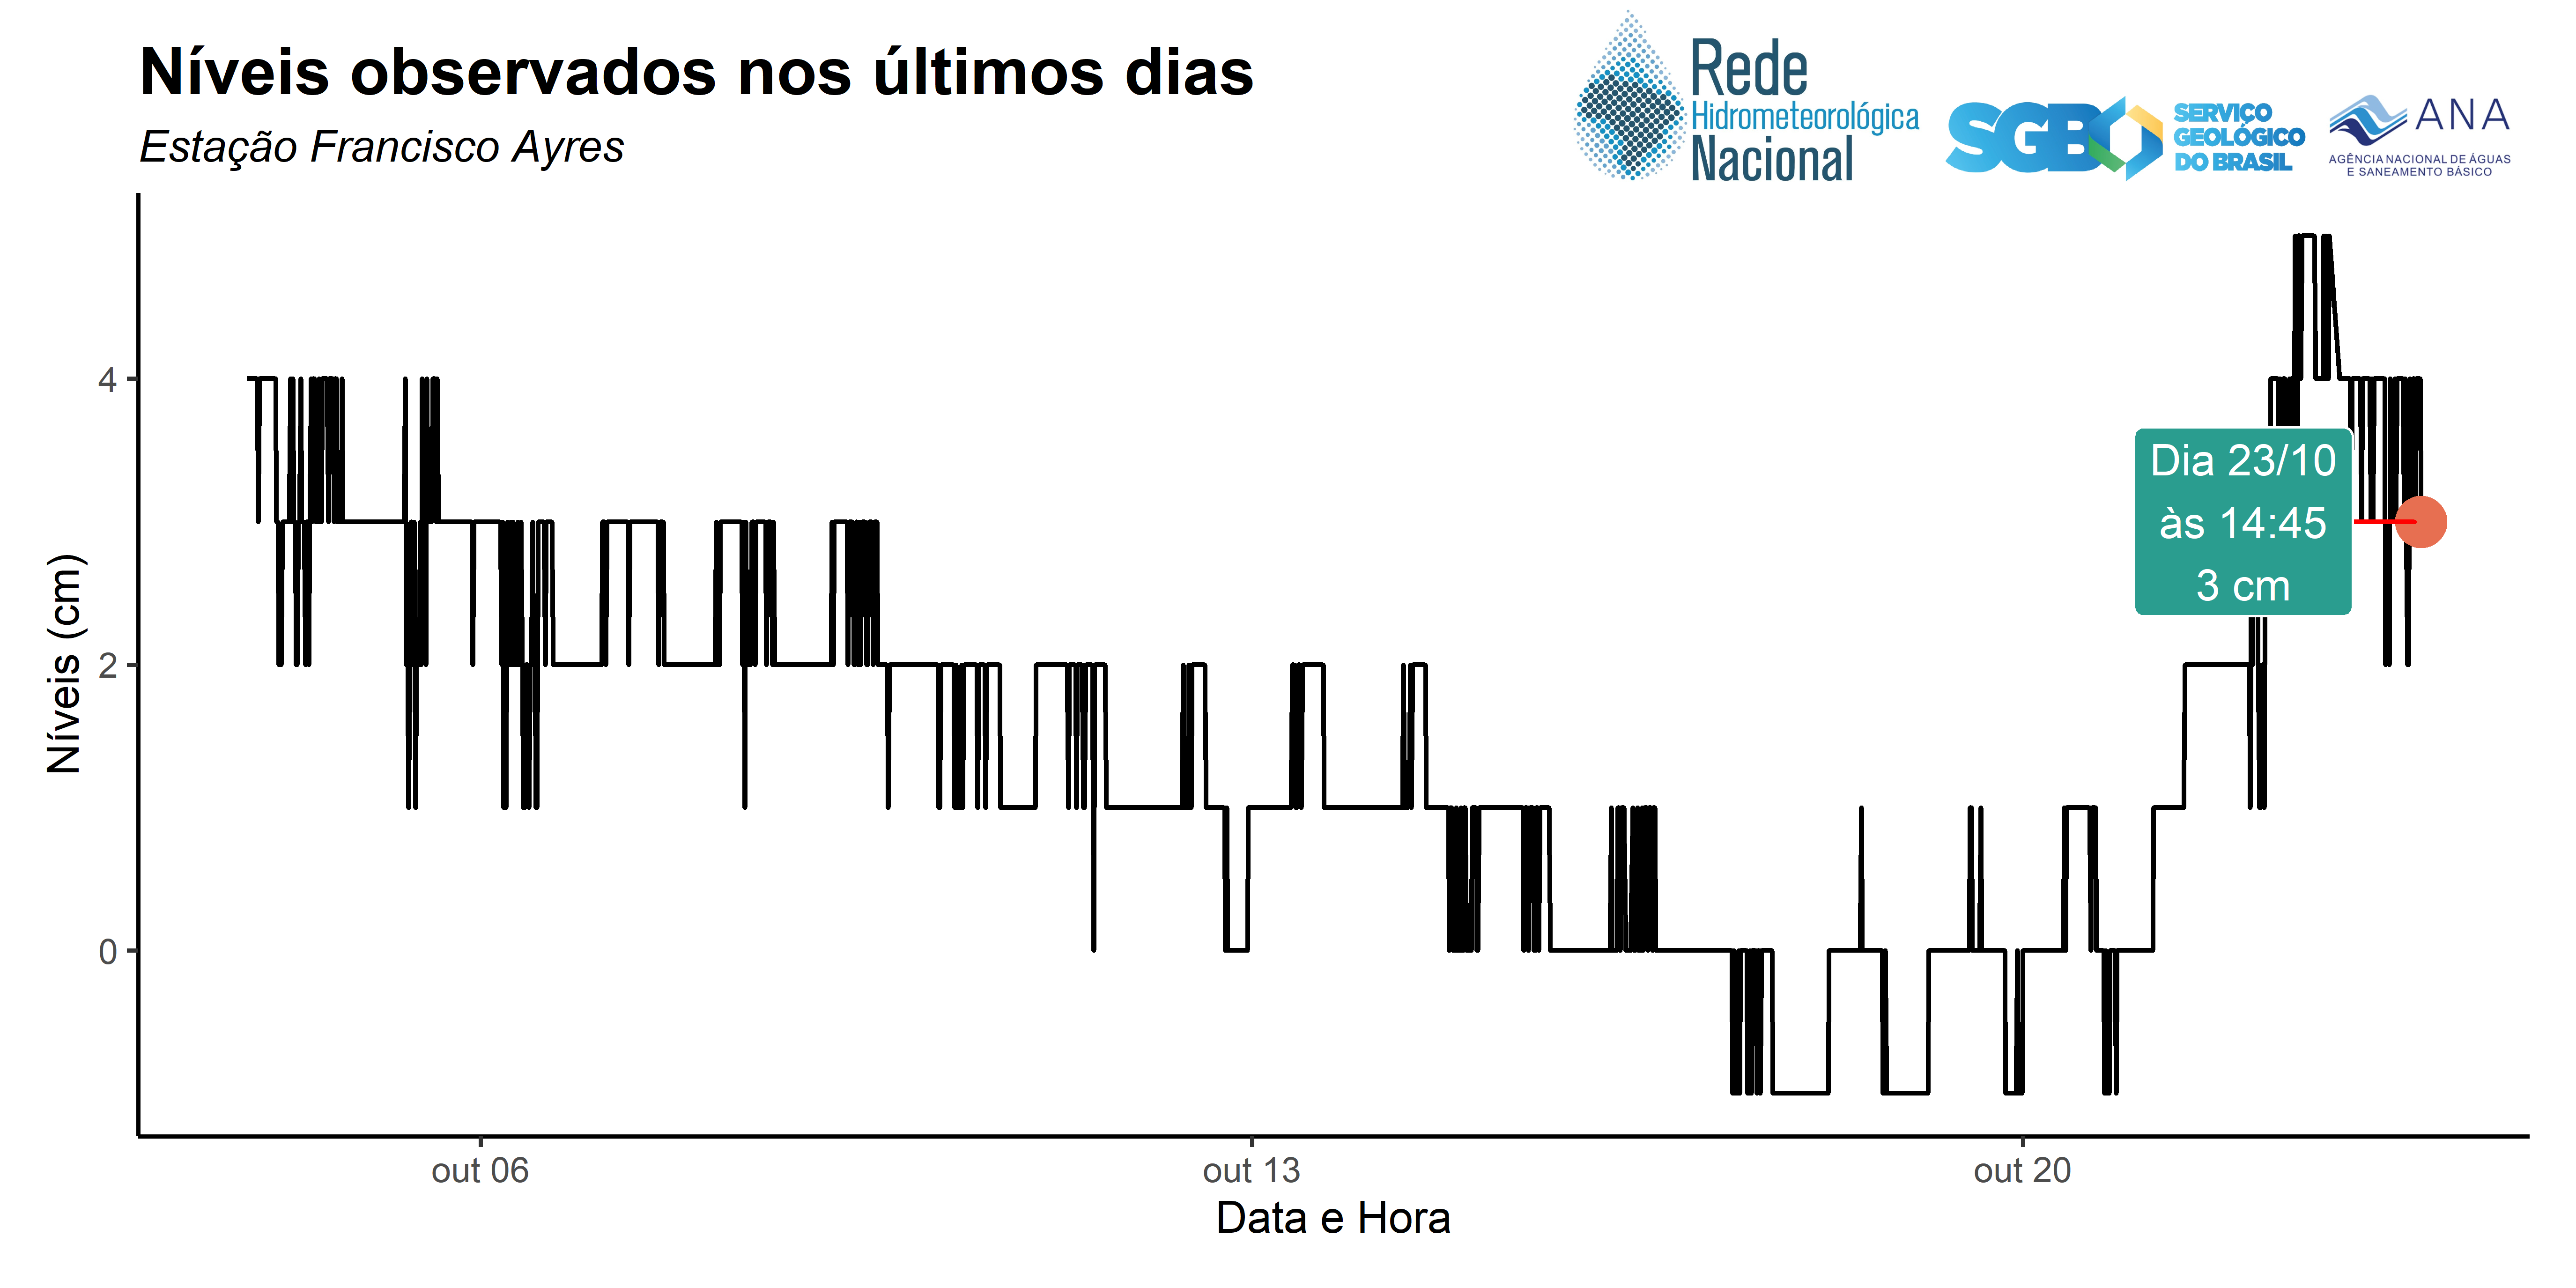 Níveis observados nos últimos dias
Estação Francisco Ayres
Rede
Hidrometeorológica
Nacional
SGB
SERVIÇO
GEOLÓGICO
DO BRASIL
ANA
AGÊNCIA NACIONAL DE ÁGUAS
E SANEAMENTO BÁSICO
Níveis (cm)
4
2
0
Dia 23/10
às 14:45
3 cm
out 06
out 13
out 20
Data e Hora